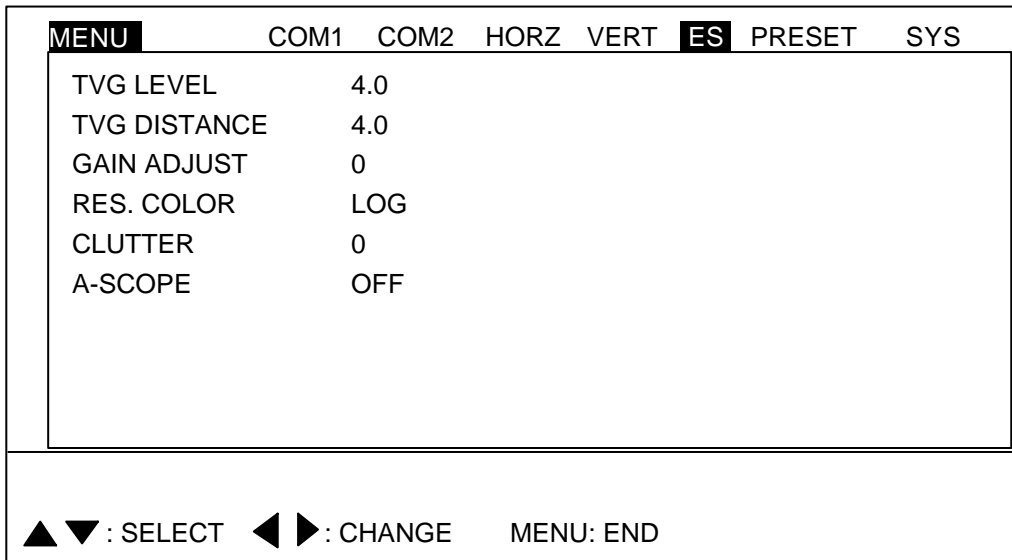 MENU COM1 COM2 HORZ VERT ES PRESET SYS
TVG LEVEL 4.0
TVG DISTANCE 4.0
GAIN ADJUST 0
RES. COLOR LOG
CLUTTER 0
A-SCOPE OFF
▲ ▼ : SELECT ◀ ▶ : CHANGE MENU: END